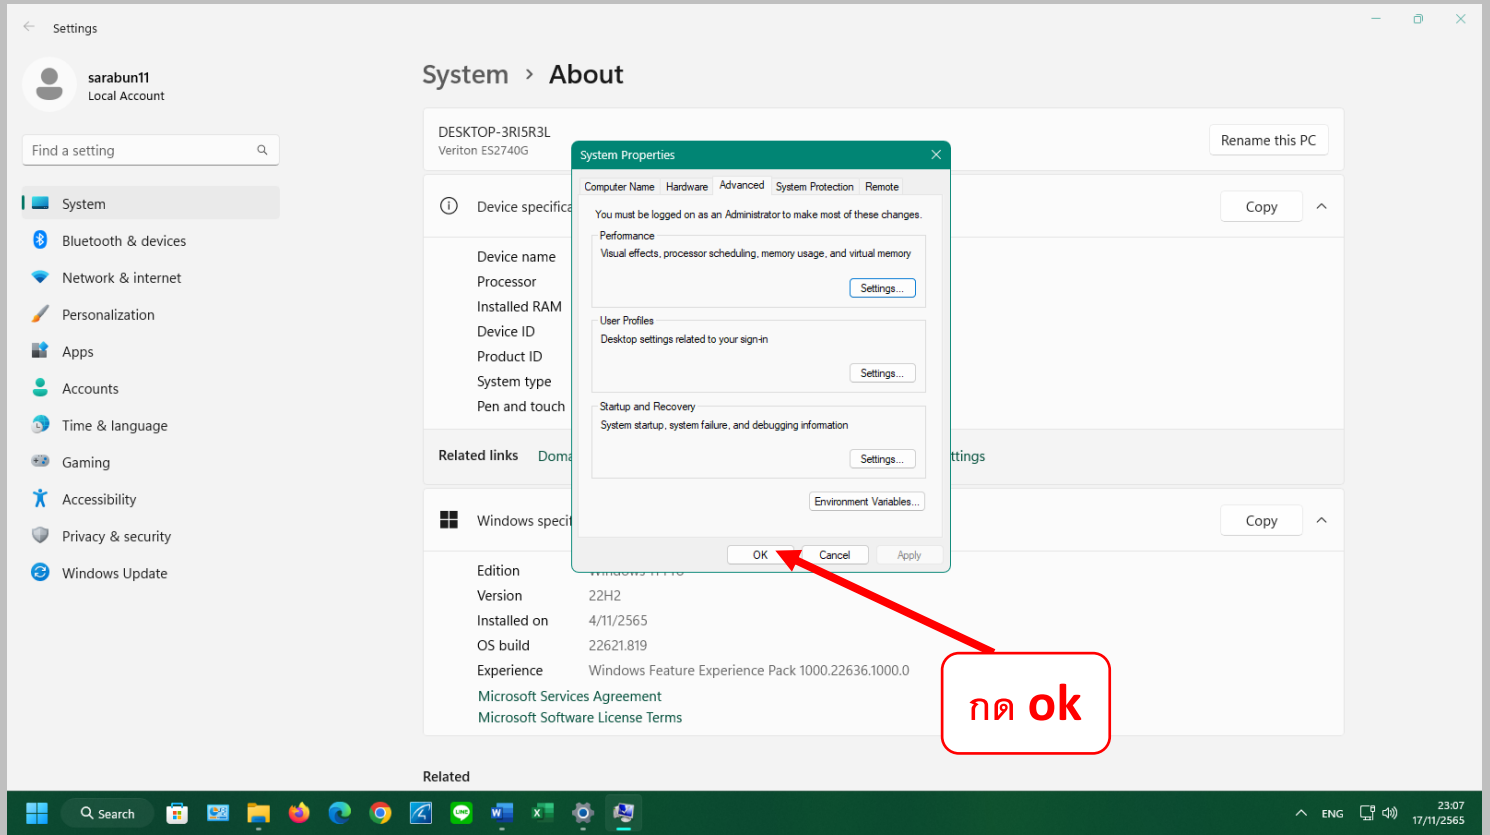 Settings
sarabun11
Local Account
Find a setting
System
Bluetooth & devices
Network & internet
Personalization
Apps
Accounts
Time & language
Gaming
Accessibility
Privacy & security
Windows Update
System > About
DESKTOP-3RI5R3L
Veriton ES2740G
Rename this PC
Device specifica
Copy
Device name
Processor
Installed RAM
Device ID
Product ID
System type
Pen and touch
Related links Doma
ttings
Windows specif
Copy
Edition
Version 22H2
Installed on 4/11/2565
OS build 22621.819
Experience Windows Feature Experience Pack 1000.22636.1000.0
Microsoft Services Agreement
Microsoft Software License Terms
Related
System Properties
Computer Name Hardware Advanced System Protection Remote
You must be logged on as an Administrator to make most of these changes.
Performance
Visual effects, processor scheduling, memory usage, and virtual memory
Settings...
User Profiles
Desktop settings related to your sign-in
Settings...
Startup and Recovery
System startup, system failure, and debugging information
Settings...
Environment Variables...
OK Cancel Apply
กด ok
Search
LINE
ENG
23:07
17/11/2565